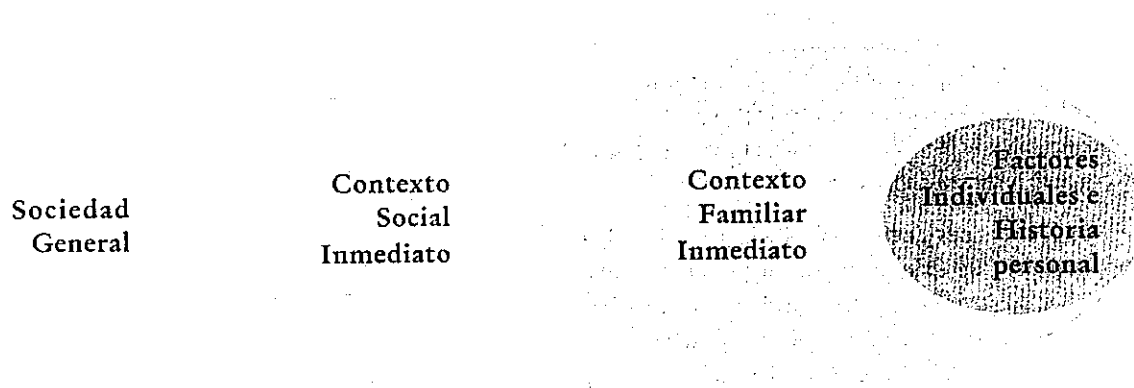 Sociedad
General
Contexto
Social
Inmediato
Contexto
Familiar
Inmediato
Factores
Individuales e
Historia
personal